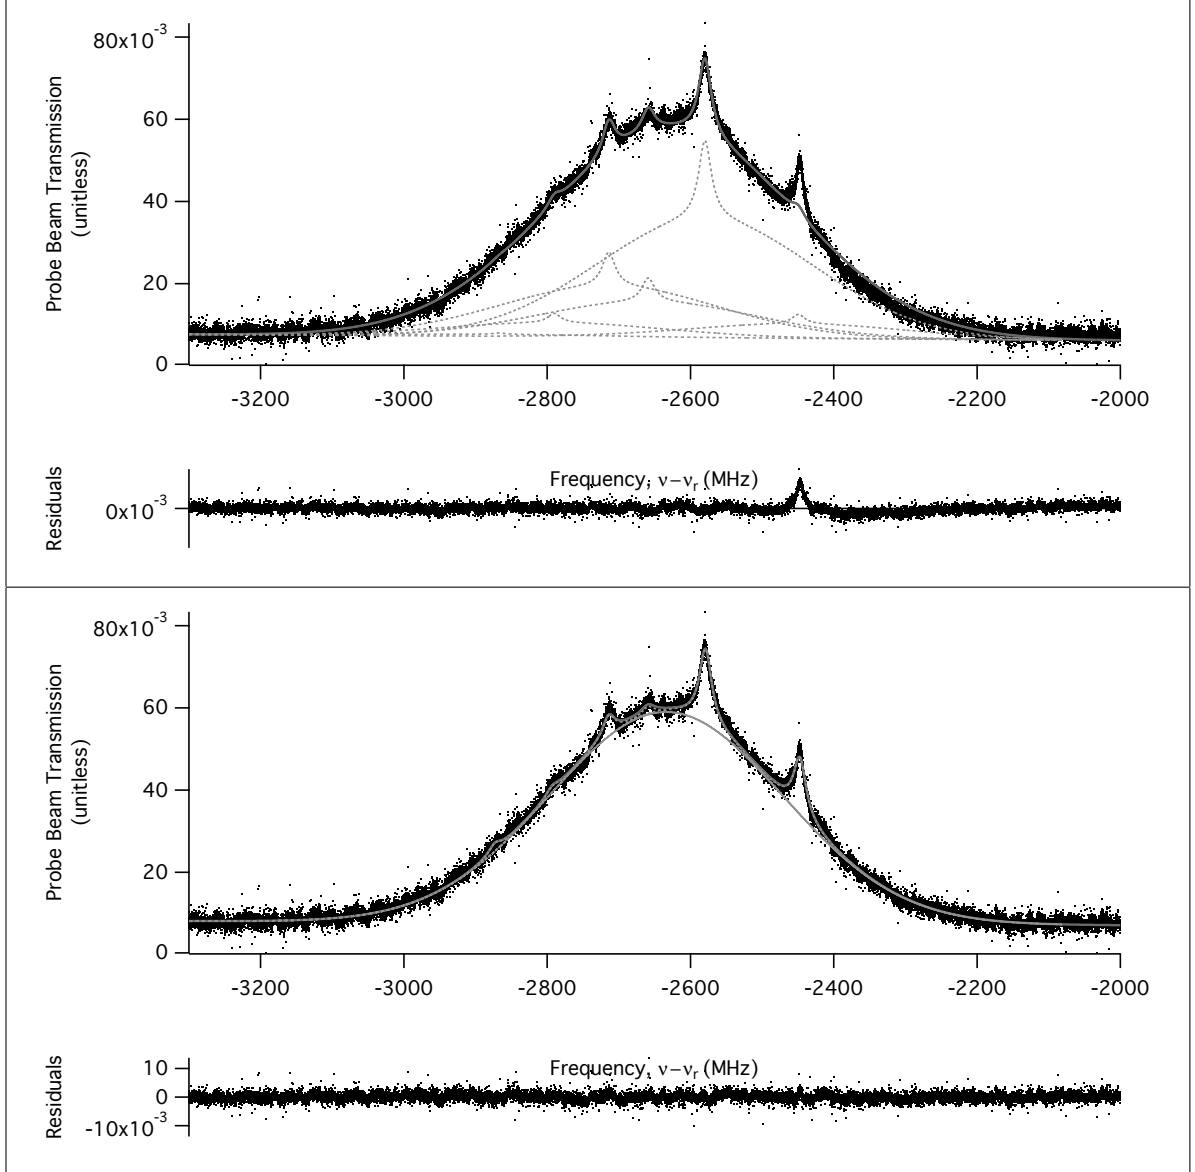 Probe Beam Transmission
(unitless)
80x10-3
60
40
20
0
-3200 -3000 -2800 -2600 -2400 -2200 -2000
Frequency, ν–νr (MHz)
Residuals
0x10-3
Probe Beam Transmission
(unitless)
80x10-3
60
40
20
0
-3200 -3000 -2800 -2600 -2400 -2200 -2000
Frequency, ν–νr (MHz)
Residuals
10
0
-10x10-3